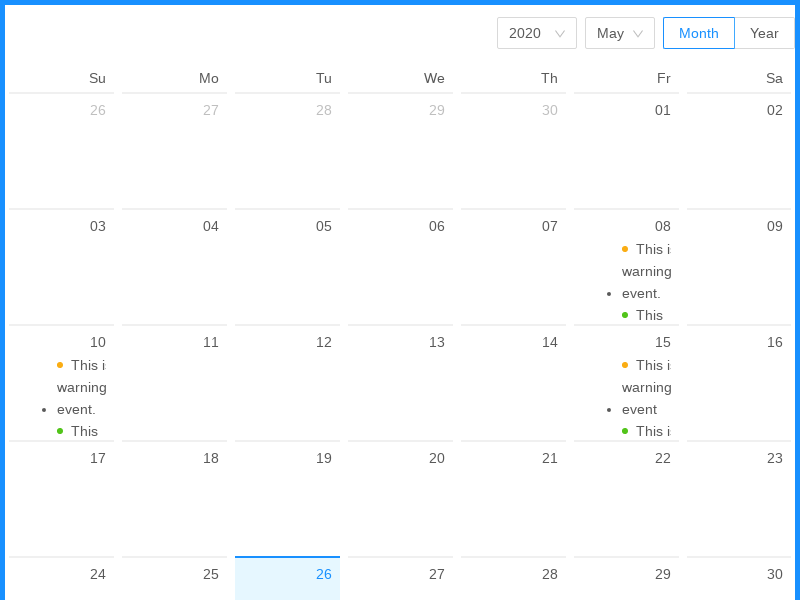 2020 May Month Year
Su Mo Tu We Th Fr Sa
26 27 28 29 30 01 02
03 04 05 06 07 08 09
This i
warning
event.
This
10 11 12 13 14 15 16
This i This i
warning warning
event. event
This This i
17 18 19 20 21 22 23
24 25 26 27 28 29 30